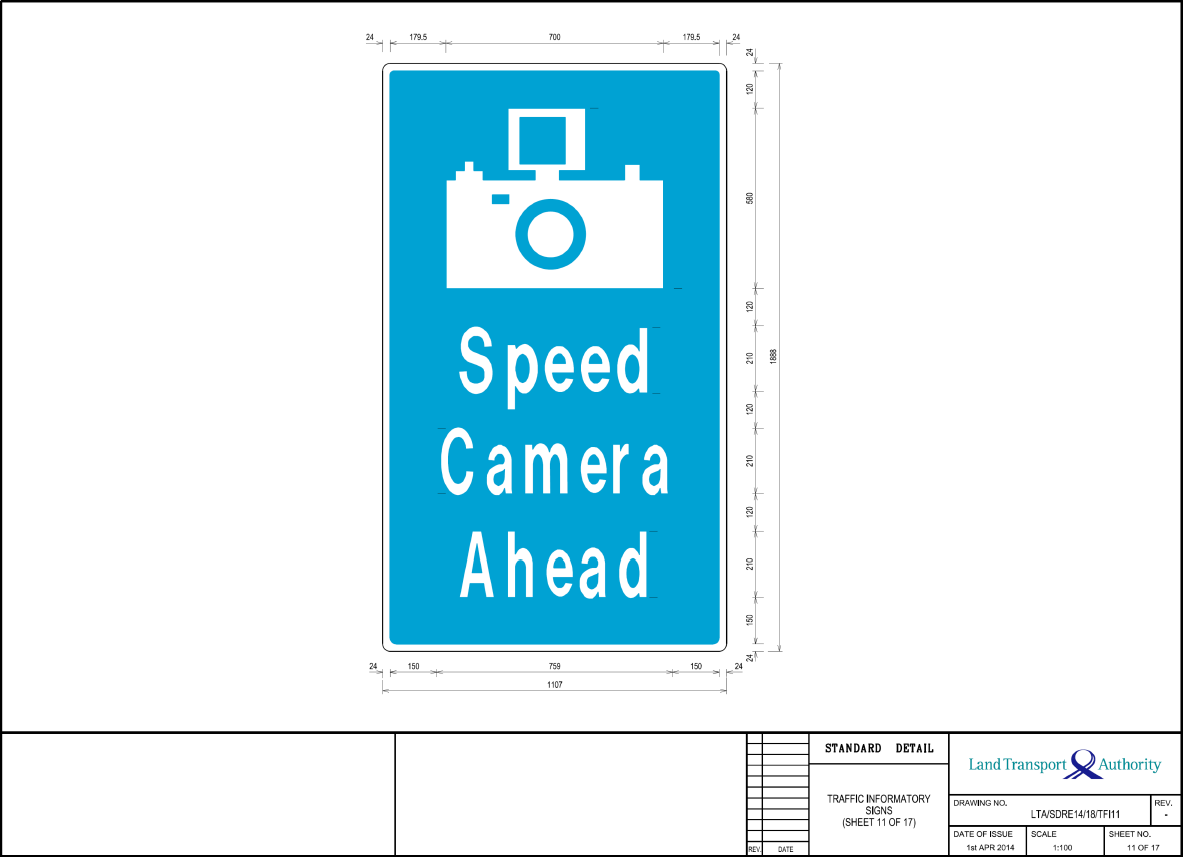 24 179.5 700 179.5 24
24
120
580
120
210
1888
120
210
120
210
150
24
Speed
Camera
Ahead
24 150 759 150 24
1107
STANDARD DETAIL
TRAFFIC INFORMATORY
SIGNS
(SHEET 11 OF 17)
REV. DATE
Land Transport Authority
DRAWING NO.
LTA/SDRE14/18/TFI11
REV.
-
DATE OF ISSUE
1st APR 2014
SCALE
1:100
SHEET NO.
11 OF 17